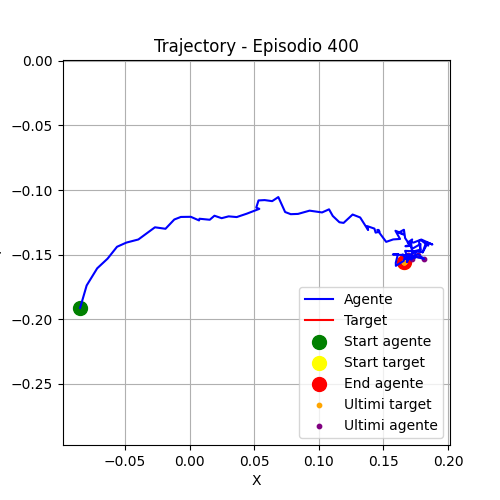 Trajectory - Episodio 400
0.00
−0.05
−0.10
−0.15
−0.20
−0.25
−0.05
0.00
0.05
0.10
0.15
0.20
X
Agente
Target
Start agente
Start target
End agente
Ultimi target
Ultimi agente